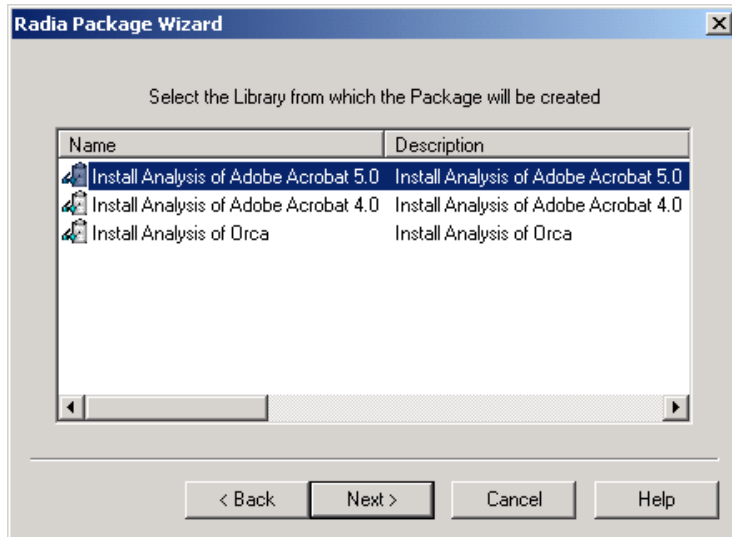 Radia Package Wizard
Select the Library from which the Package will be created
Name Description
Install Analysis of Adobe Acrobat 5.0 Install Analysis of Adobe Acrobat 5.0
Install Analysis of Adobe Acrobat 4.0 Install Analysis of Adobe Acrobat 4.0
Install Analysis of Orca Install Analysis of Orca
< Back Next > Cancel Help